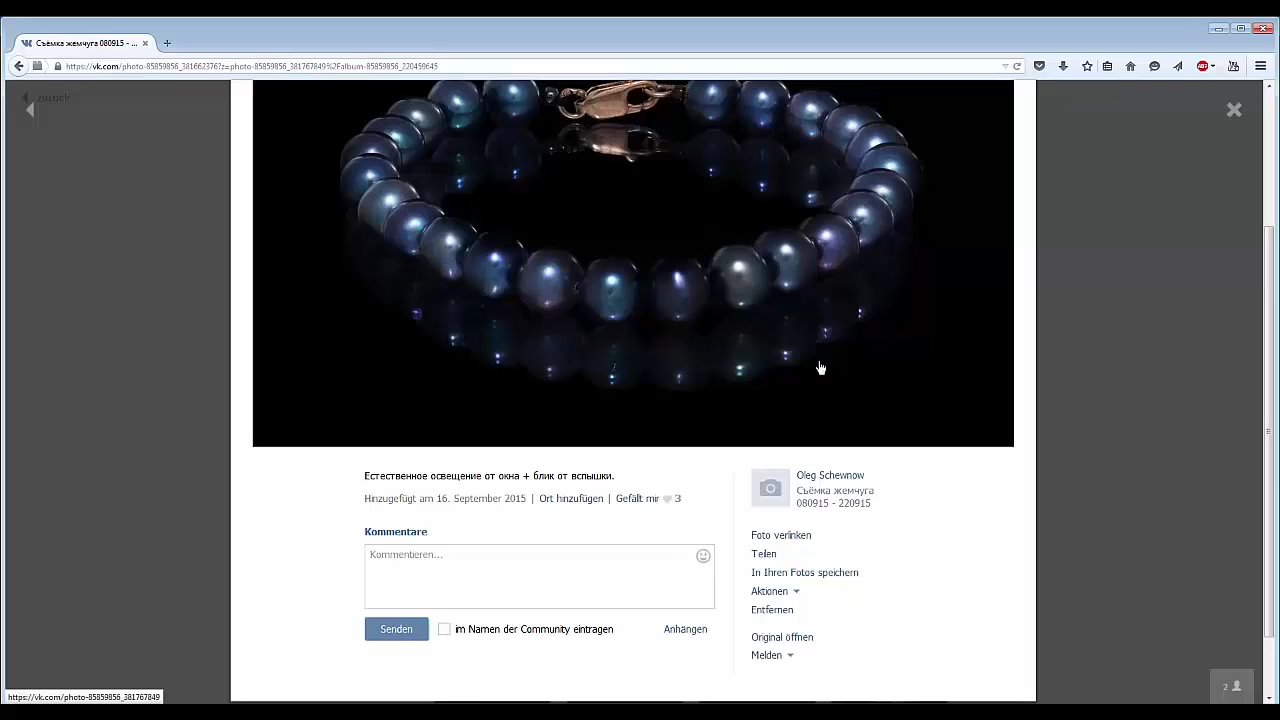 Съёмка жемчуга 080915 - ...
https://vk.com/photo-85859856_381662376?z=photo-85859856_381767849%2Falbum-85859856_220459645
zurück
Естественное освещение от окна + блик от вспышки.
Hinzugefügt am 16. September 2015 | Ort hinzufügen | Gefällt mir 3
Kommentare
Kommentieren...
Senden
im Namen der Community eintragen
Anhängen
Oleg Schewnow
Съёмка жемчуга
080915 - 220915
Foto verlinken
Teilen
In Ihren Fotos speichern
Aktionen
Entfernen
Original öffnen
Melden
2
https://vk.com/photo-85859856_381767849